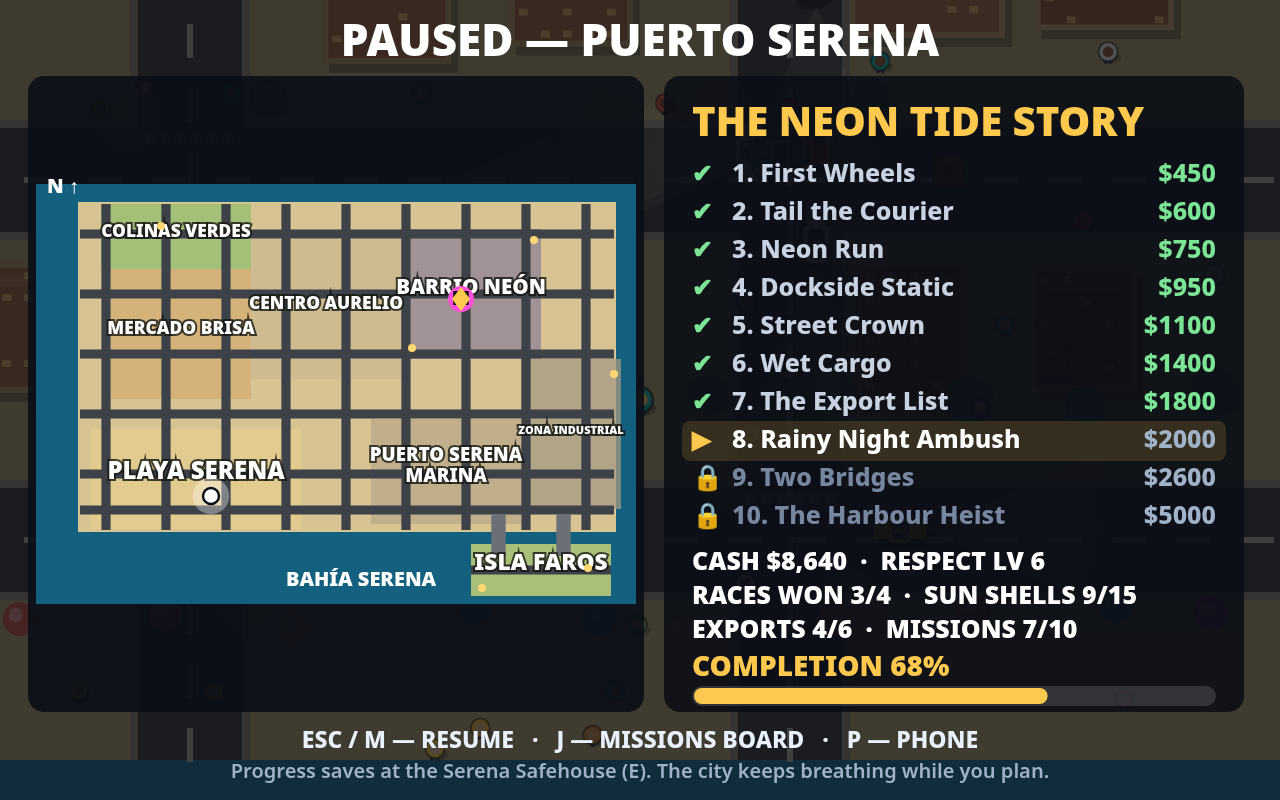 PAUSED — PUERTO SERENA
N ↑
COLINAS VERDES
BARRIO NEÓN
CENTRO AURELIO
MERCADO BRISA
ZONA INDUSTRIAL
PUERTO SERENA
MARINA
PLAYA SERENA
ISLA FAROS
BAHÍA SERENA
THE NEON TIDE STORY
✔ 1. First Wheels $450
✔ 2. Tail the Courier $600
✔ 3. Neon Run $750
✔ 4. Dockside Static $950
✔ 5. Street Crown $1100
✔ 6. Wet Cargo $1400
✔ 7. The Export List $1800
▶ 8. Rainy Night Ambush $2000
🔒 9. Two Bridges $2600
🔒 10. The Harbour Heist $5000
CASH $8,640 · RESPECT LV 6
RACES WON 3/4 · SUN SHELLS 9/15
EXPORTS 4/6 · MISSIONS 7/10
COMPLETION 68%
ESC / M — RESUME · J — MISSIONS BOARD · P — PHONE
Progress saves at the Serena Safehouse (E). The city keeps breathing while you plan.